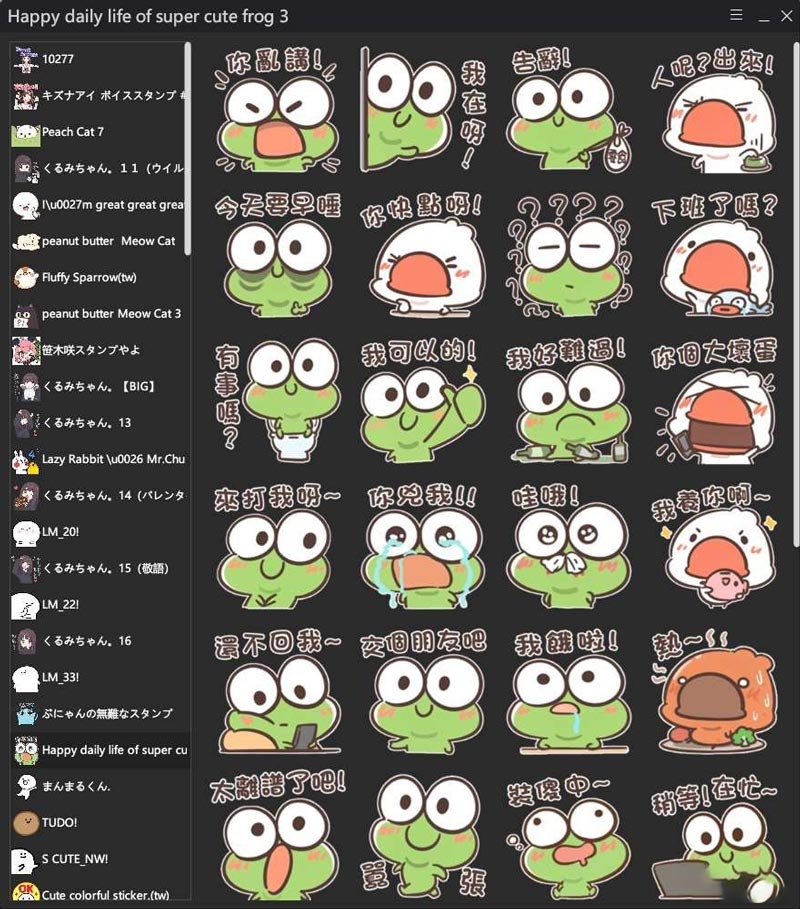 Happy daily life of super cute frog 3
10277
キズナアイ ボイススタンプ #
Peach Cat 7
くるみちゃん。１１（ウイル
I\u0027m great great grea
peanut butter  Meow Cat
Fluffy Sparrow(tw)
peanut butter Meow Cat 3
笹木咲スタンプやよ
くるみちゃん。【BIG】
くるみちゃん。13
Lazy Rabbit \u0026 Mr.Chu
くるみちゃん。14（バレンタ
LM_20!
くるみちゃん。15（敬語）
LM_22!
くるみちゃん。16
LM_33!
ぷにゃんの無難なスタンプ
Happy daily life of super cu
まんまるくん.
TUDO!
S CUTE_NW!
OK
Cute colorful sticker.(tw)
你亂講!
我在呀!
告辭!
人呢?出來!
今天要早睡
你快點呀!
????
下班了嗎?
有事嗎?
我可以的!
我好難過!
你個大壞蛋
來打我呀~
你兇我!!
哇哦!
我養你啊~
還不回我~
交個朋友吧
我餓啦!
熱~
太離譜了吧!
囂張
裝傻中~
稍等!在忙~